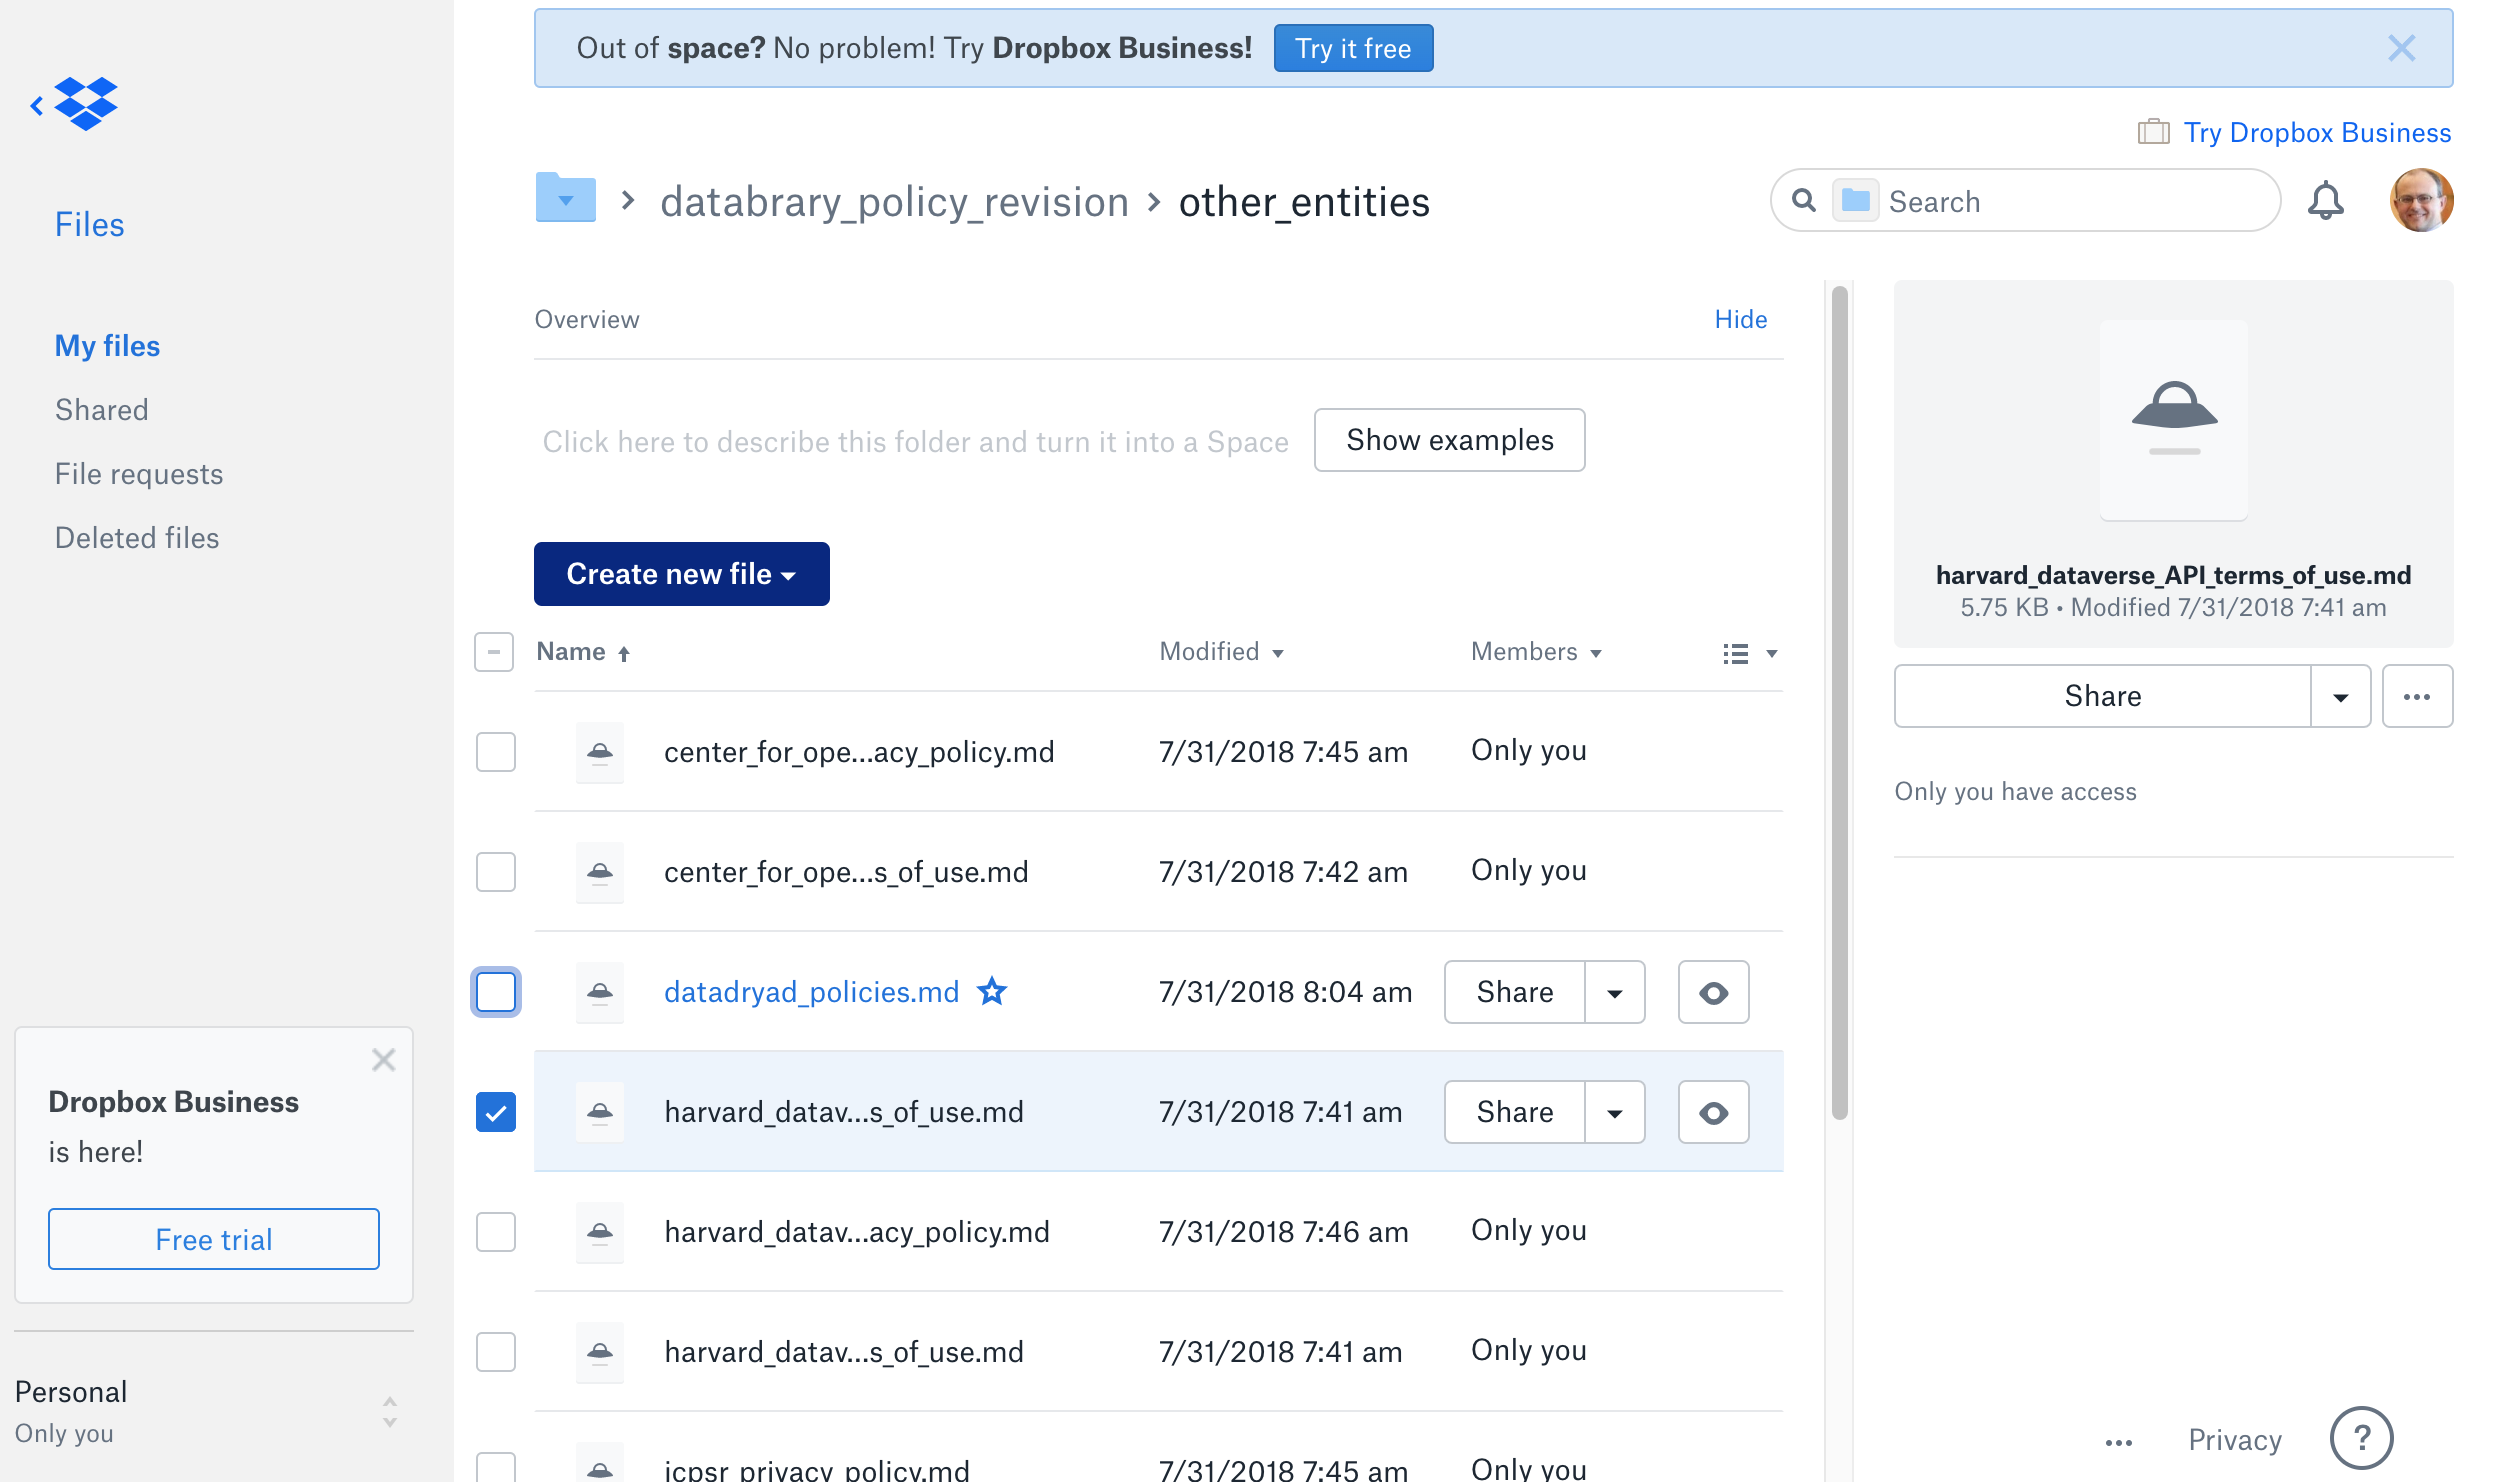 Out of space? No problem! Try Dropbox Business! Try it free
Try Dropbox Business
databrary_policy_revision › other_entities
Search
Files
My files
Shared
File requests
Deleted files
Dropbox Business
is here!
Free trial
Personal
Only you
Overview Hide
Click here to describe this folder and turn it into a Space Show examples
Create new file
Name Modified Members
center_for_ope...acy_policy.md 7/31/2018 7:45 am Only you
center_for_ope...s_of_use.md 7/31/2018 7:42 am Only you
datadryad_policies.md 7/31/2018 8:04 am Share
harvard_datav...s_of_use.md 7/31/2018 7:41 am Share
harvard_datav...acy_policy.md 7/31/2018 7:46 am Only you
harvard_datav...s_of_use.md 7/31/2018 7:41 am Only you
icpsr_privacy_policy.md 7/31/2018 7:45 am Only you
harvard_dataverse_API_terms_of_use.md
5.75 KB • Modified 7/31/2018 7:41 am
Share
Only you have access
Privacy ?